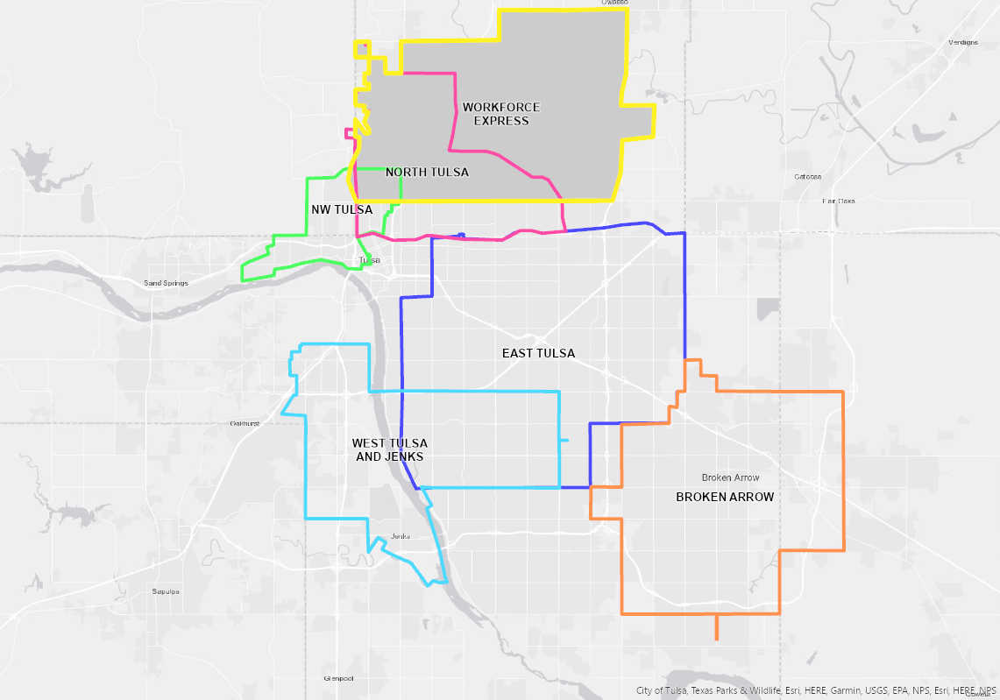 Owasso
Verdigris
WORKFORCE
EXPRESS
NORTH TULSA
Catoosa
Fair Oaks
NW TULSA
Tulsa
Sand Springs
EAST TULSA
Oakhurst
WEST TULSA
AND JENKS
Broken Arrow
BROKEN ARROW
Jenks
Sapulpa
Glenpool
City of Tulsa, Texas Parks & Wildlife, Esri, HERE, Garmin, USGS, EPA, NPS, Esri, HERE, NPS